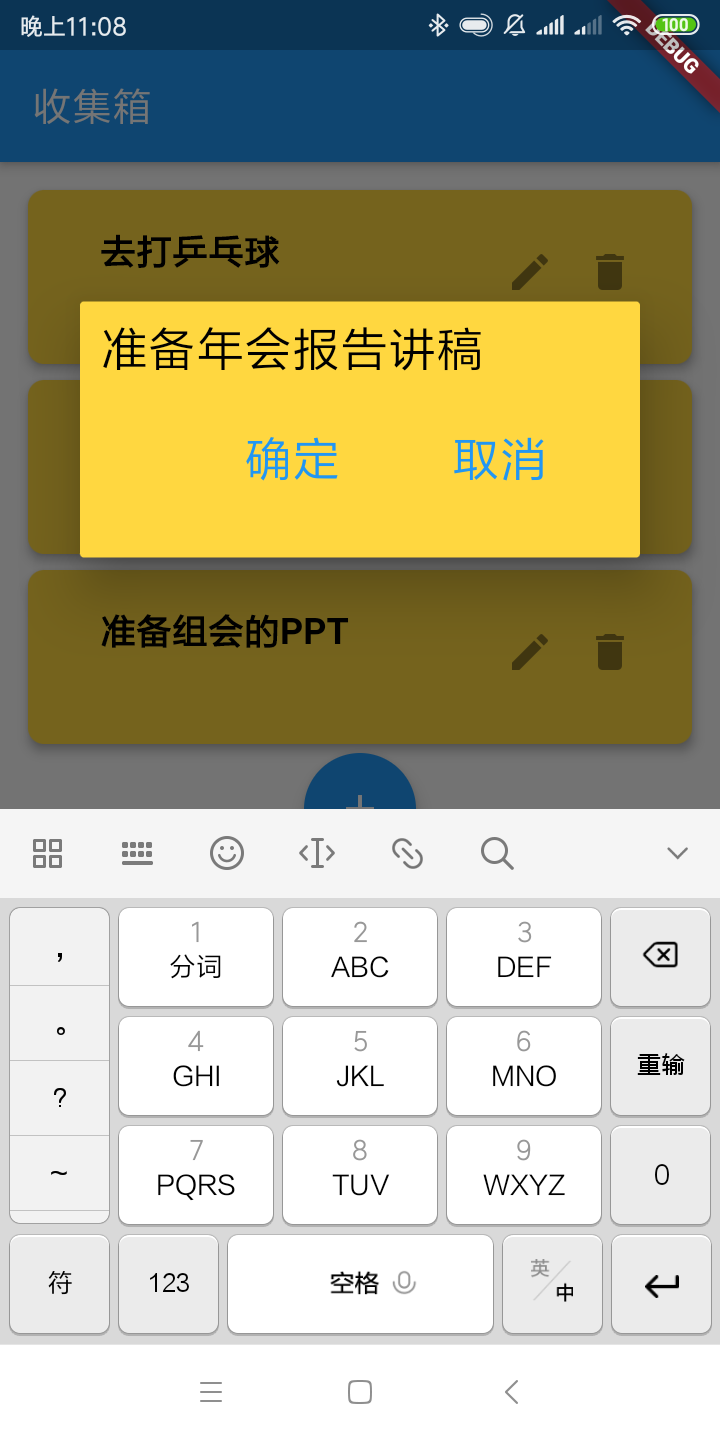 晚上11:08
100
DEBUG
收集箱
去打乒乓球
准备年会报告讲稿
确定 取消
准备组会的PPT
1 2 3
， 分词 ABC DEF
。
4 5 6
? GHI JKL MNO 重输
7 8 9
~ PQRS TUV WXYZ 0
符 123 空格 英/中